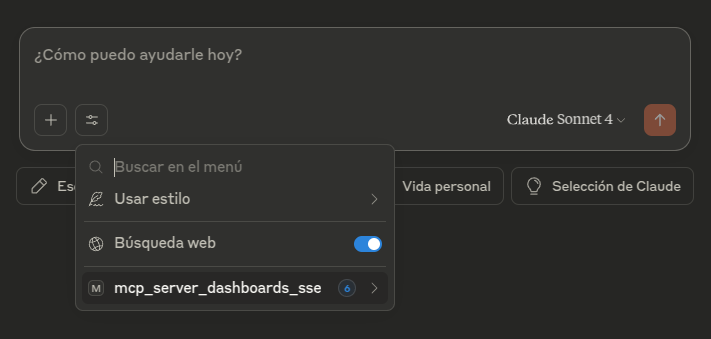 ¿Cómo puedo ayudarle hoy?
Claude Sonnet 4
Buscar en el menú
Usar estilo
Búsqueda web
M mcp_server_dashboards_sse 6
Vida personal
Selección de Claude